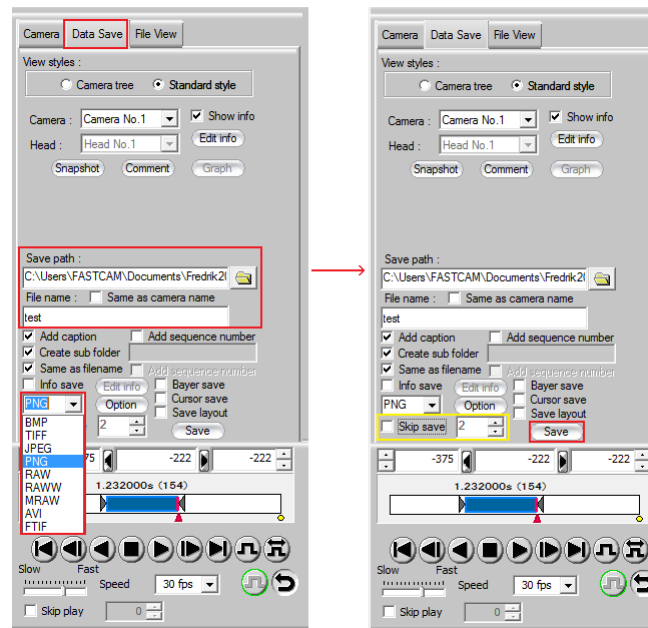 Camera Data Save File View
View styles :
Camera tree Standard style
Camera : Camera No.1 Show info
Head : Head No.1 Edit info
Snapshot Comment Graph
Save path :
C:\Users\FASTCAM\Documents\Fredrik2
File name : Same as camera name
test
Add caption Add sequence number
Create sub folder
Same as filename Add sequence number
Info save Edit info Bayer save
Cursor save
PNG Option
Save layout
2 Save
BMP
TIFF
JPEG
PNG
RAW
RAWW
MRAW
AVI
FTIF
75 -222 -222
1.232000s (154)
Slow Fast
Speed 30 fps
Skip play 0
Camera Data Save File View
View styles :
Camera tree Standard style
Camera : Camera No.1 Show info
Head : Head No.1 Edit info
Snapshot Comment Graph
Save path :
C:\Users\FASTCAM\Documents\Fredrik2
File name : Same as camera name
test
Add caption Add sequence number
Create sub folder
Same as filename Add sequence number
Info save Edit info Bayer save
Cursor save
PNG Option
Save layout
Skip save 2 Save
-375 -222 -222
1.232000s (154)
Slow Fast
Speed 30 fps
Skip play 0